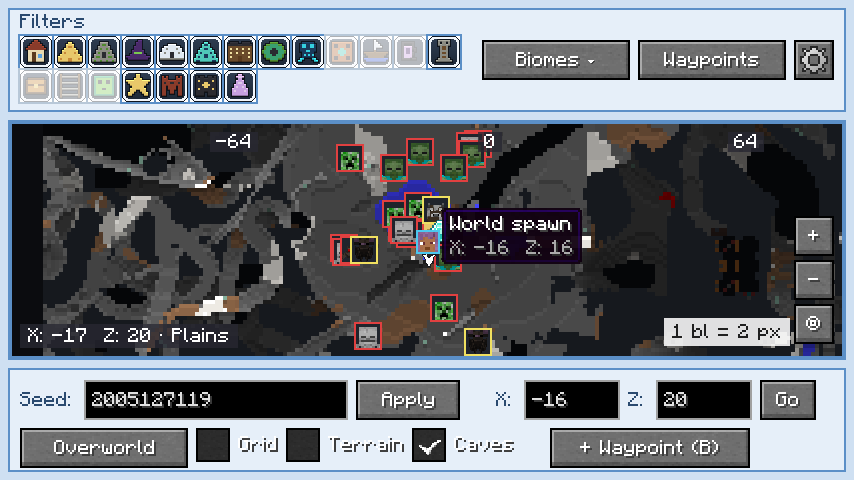 Filters
Biomes
Waypoints
-64
0
64
World spawn
X: -16 Z: 16
+
-
X: -17 Z: 20 · Plains
1 bl = 2 px
Seed: 2005127119 Apply X: -16 Z: 20 Go
Overworld Grid Terrain Caves + Waypoint (B)